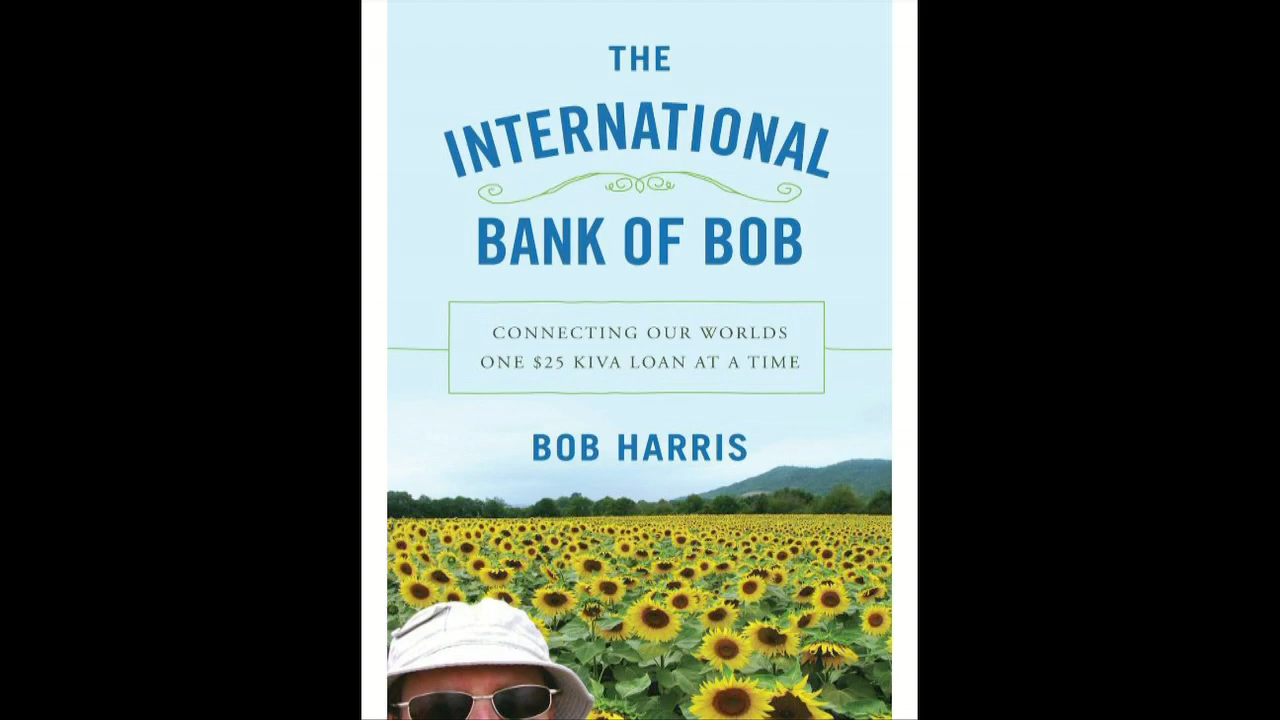 THE
INTERNATIONAL
BANK OF BOB
CONNECTING OUR WORLDS
ONE $25 KIVA LOAN AT A TIME
BOB HARRIS